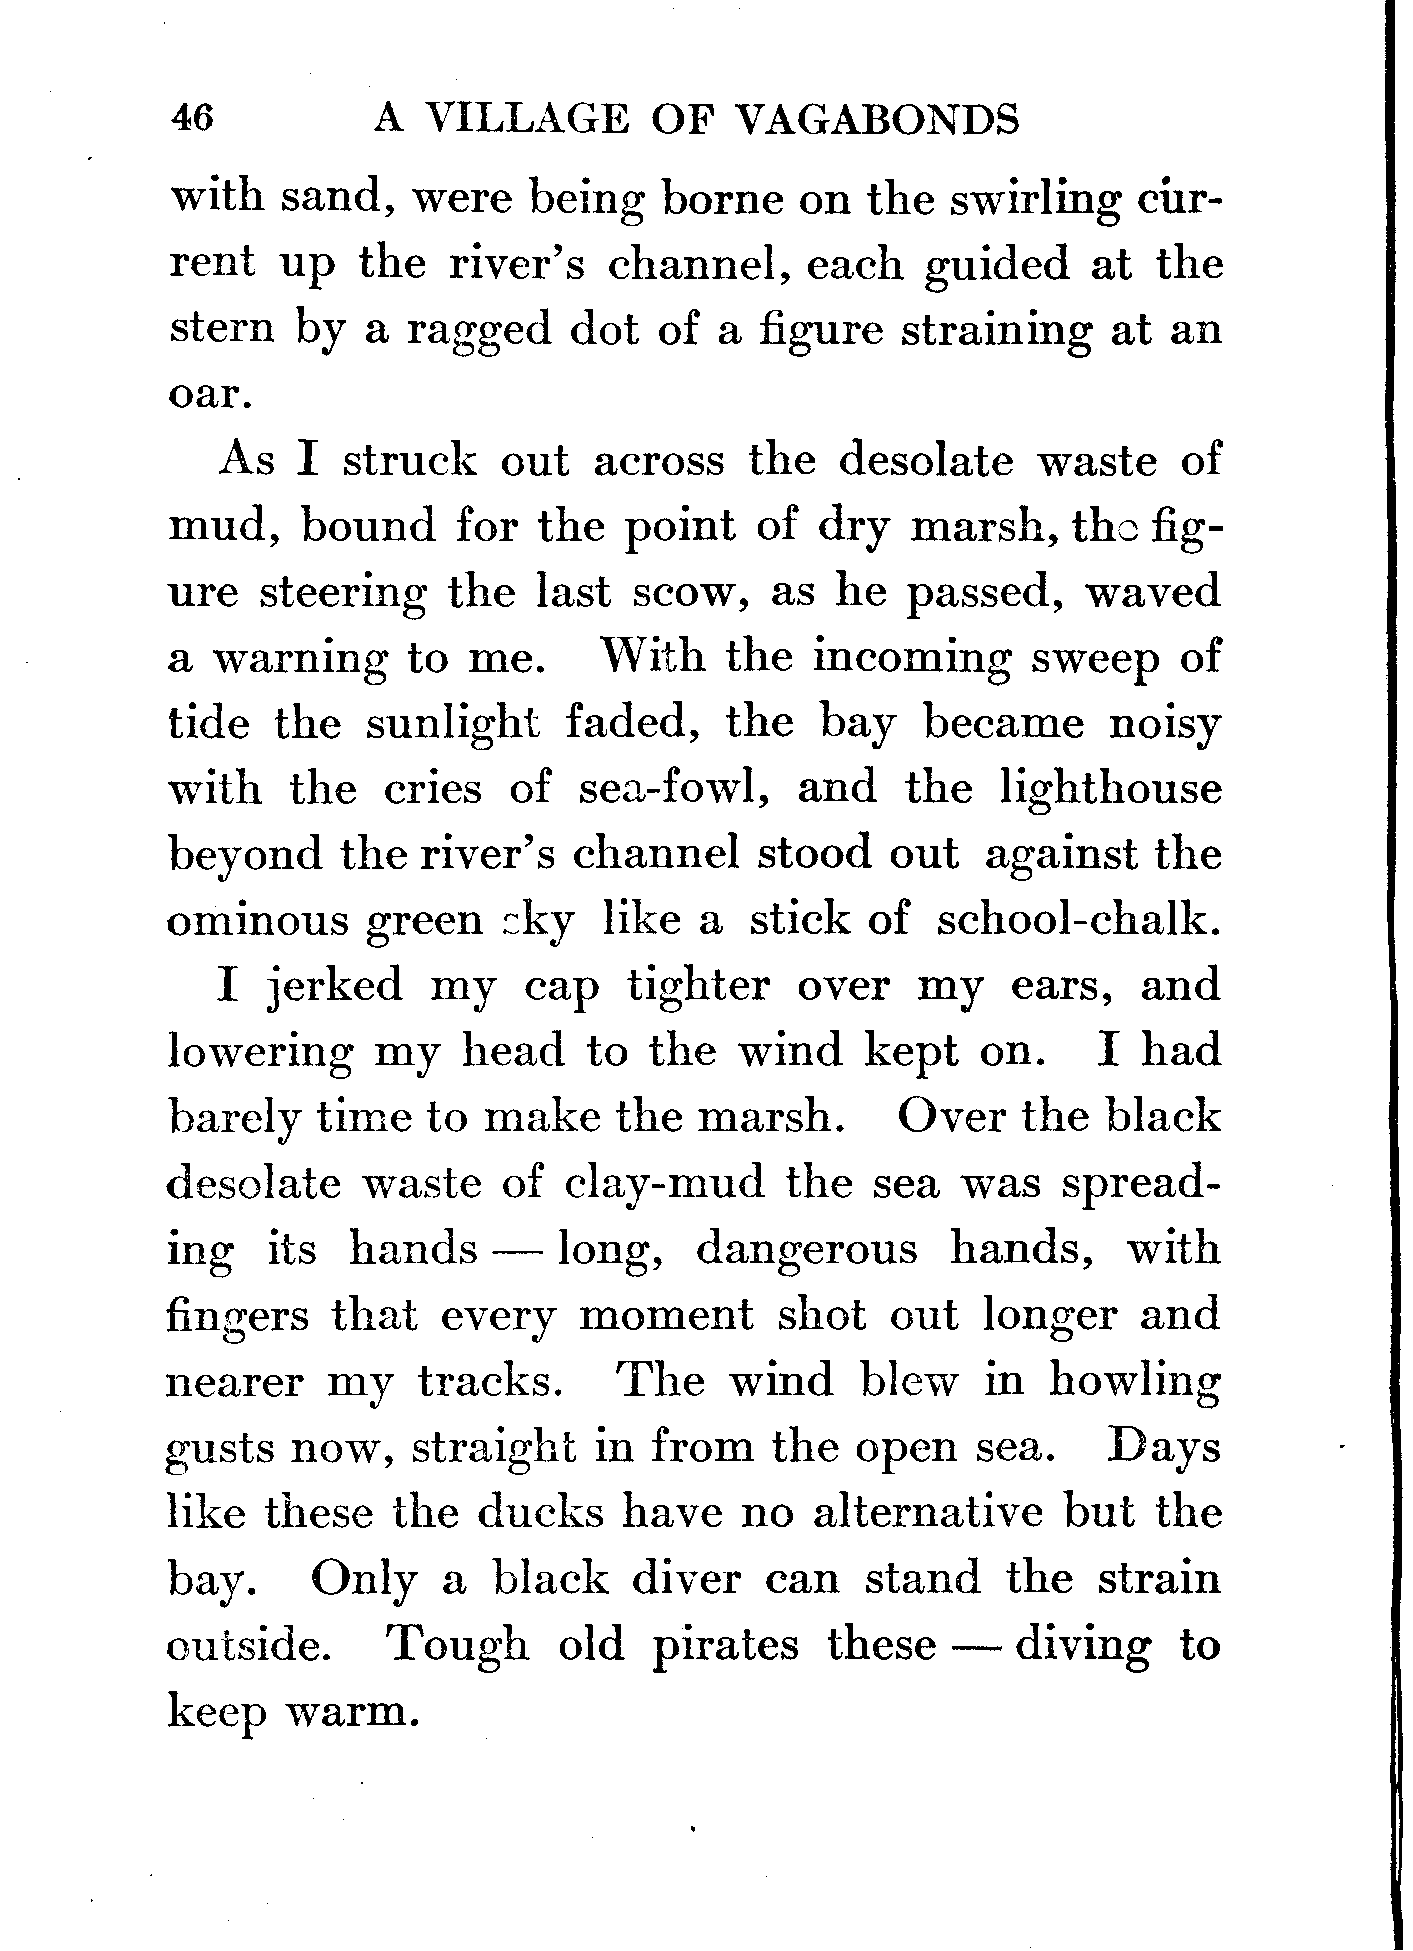 46 A VILLAGE OF VAGABONDS
with sand, were being borne on the swirling cur-
rent up the river's channel, each guided at the
stern by a ragged dot of a figure straining at an
oar.
As I struck out across the desolate waste of
mud, bound for the point of dry marsh, the fig-
ure steering the last scow, as he passed, waved
a warning to me. With the incoming sweep of
tide the sunlight faded, the bay became noisy
with the cries of sea-fowl, and the lighthouse
beyond the river's channel stood out against the
ominous green sky like a stick of school-chalk.
I jerked my cap tighter over my ears, and
lowering my head to the wind kept on. I had
barely time to make the marsh. Over the black
desolate waste of clay-mud the sea was spread-
ing its hands — long, dangerous hands, with
fingers that every moment shot out longer and
nearer my tracks. The wind blew in howling
gusts now, straight in from the open sea. Days
like these the ducks have no alternative but the
bay. Only a black diver can stand the strain
outside. Tough old pirates these — diving to
keep warm.